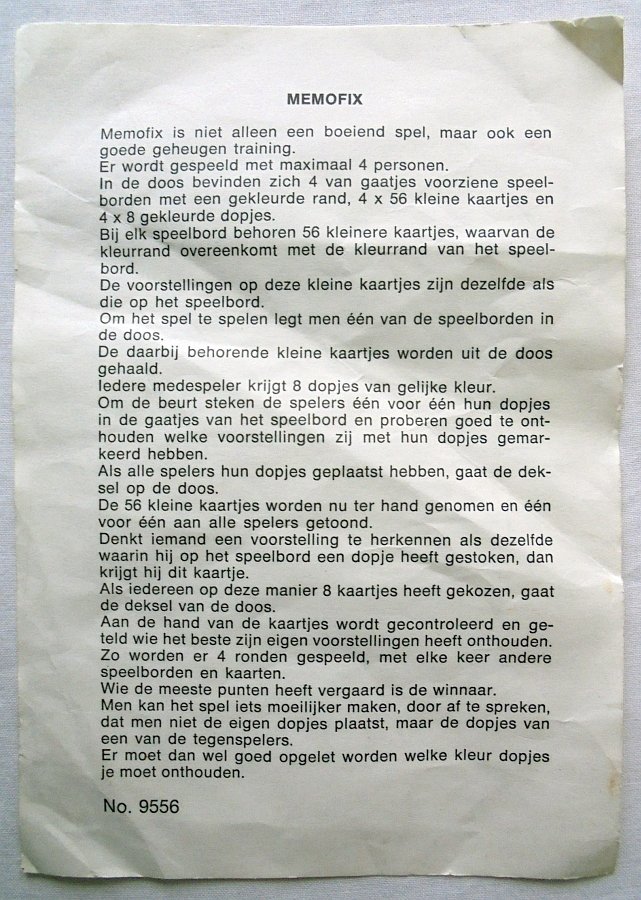 MEMOFIX
Memofix is niet alleen een boeiend spel, maar ook een
goede geheugen training.
Er wordt gespeeld met maximaal 4 personen.
In de doos bevinden zich 4 van gaatjes voorziene speel-
borden met een gekleurde rand, 4 x 56 kleine kaartjes en
4 x 8 gekleurde dopjes.
Bij elk speelbord behoren 56 kleinere kaartjes, waarvan de
kleurrand overeenkomt met de kleurrand van het speel-
bord.
De voorstellingen op deze kleine kaartjes zijn dezelfde als
die op het speelbord.
Om het spel te spelen legt men één van de speelborden in
de doos.
De daarbij behorende kleine kaartjes worden uit de doos
gehaald.
Iedere medespeler krijgt 8 dopjes van gelijke kleur.
Om de beurt steken de spelers één voor één hun dopjes
in de gaatjes van het speelbord en proberen goed te ont-
houden welke voorstellingen zij met hun dopjes gemar-
keerd hebben.
Als alle spelers hun dopjes geplaatst hebben, gaat de dek-
sel op de doos.
De 56 kleine kaartjes worden nu ter hand genomen en één
voor één aan alle spelers getoond.
Denkt iemand een voorstelling te herkennen als dezelfde
waarin hij op het speelbord een dopje heeft gestoken, dan
krijgt hij dit kaartje.
Als iedereen op deze manier 8 kaartjes heeft gekozen, gaat
de deksel van de doos.
Aan de hand van de kaartjes wordt gecontroleerd en ge-
teld wie het beste zijn eigen voorstellingen heeft onthouden.
Zo worden er 4 ronden gespeeld, met elke keer andere
speelborden en kaarten.
Wie de meeste punten heeft vergaard is de winnaar.
Men kan het spel iets moeilijker maken, door af te spreken,
dat men niet de eigen dopjes plaatst, maar de dopjes van
een van de tegenspelers.
Er moet dan wel goed opgelet worden welke kleur dopjes
je moet onthouden.
No. 9556